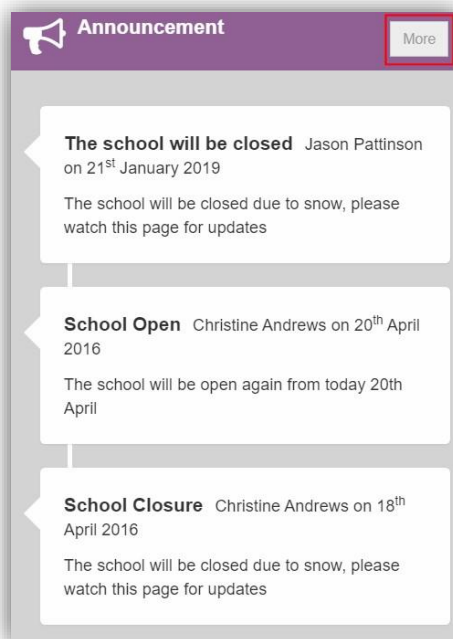 Announcement
More
The school will be closed Jason Pattinson
on 21st January 2019
The school will be closed due to snow, please
watch this page for updates
School Open Christine Andrews on 20th April
2016
The school will be open again from today 20th
April
School Closure Christine Andrews on 18th
April 2016
The school will be closed due to snow, please
watch this page for updates